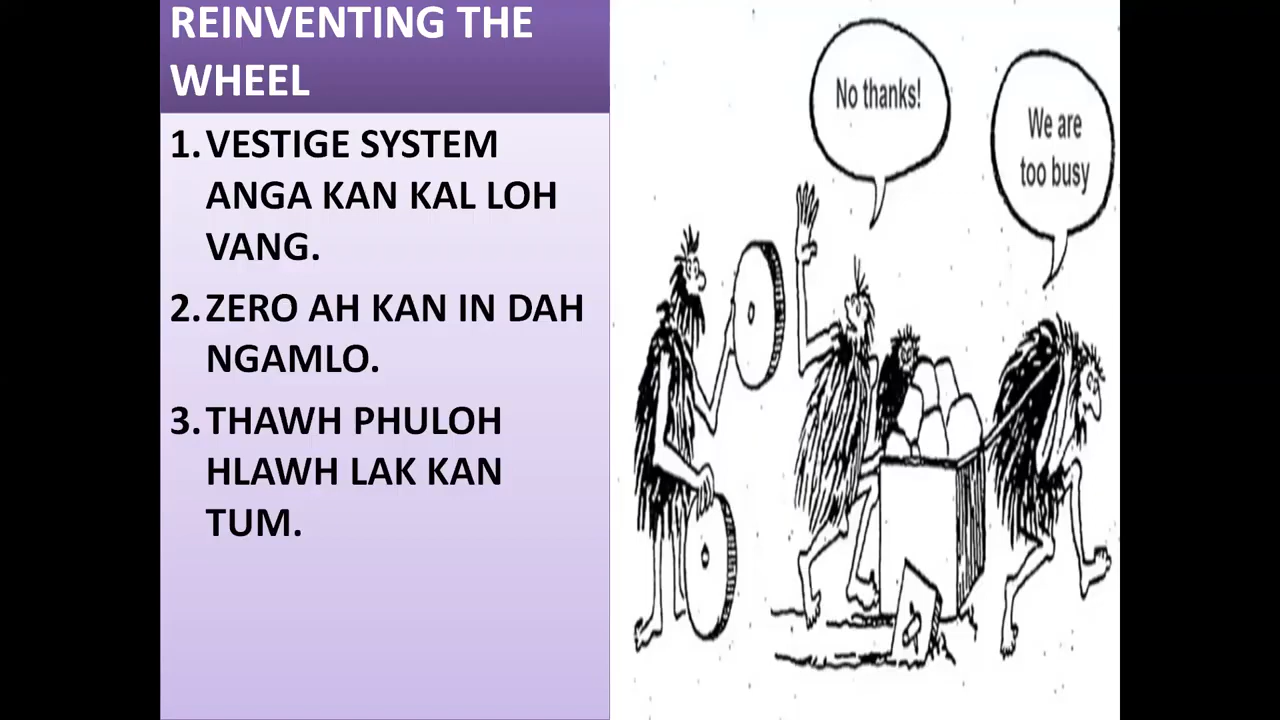 REINVENTING THE
WHEEL
1. VESTIGE SYSTEM
ANGA KAN KAL LOH
VANG.
2. ZERO AH KAN IN DAH
NGAMLO.
3. THAWH PHULOH
HLAWH LAK KAN
TUM.
No thanks!
We are
too busy